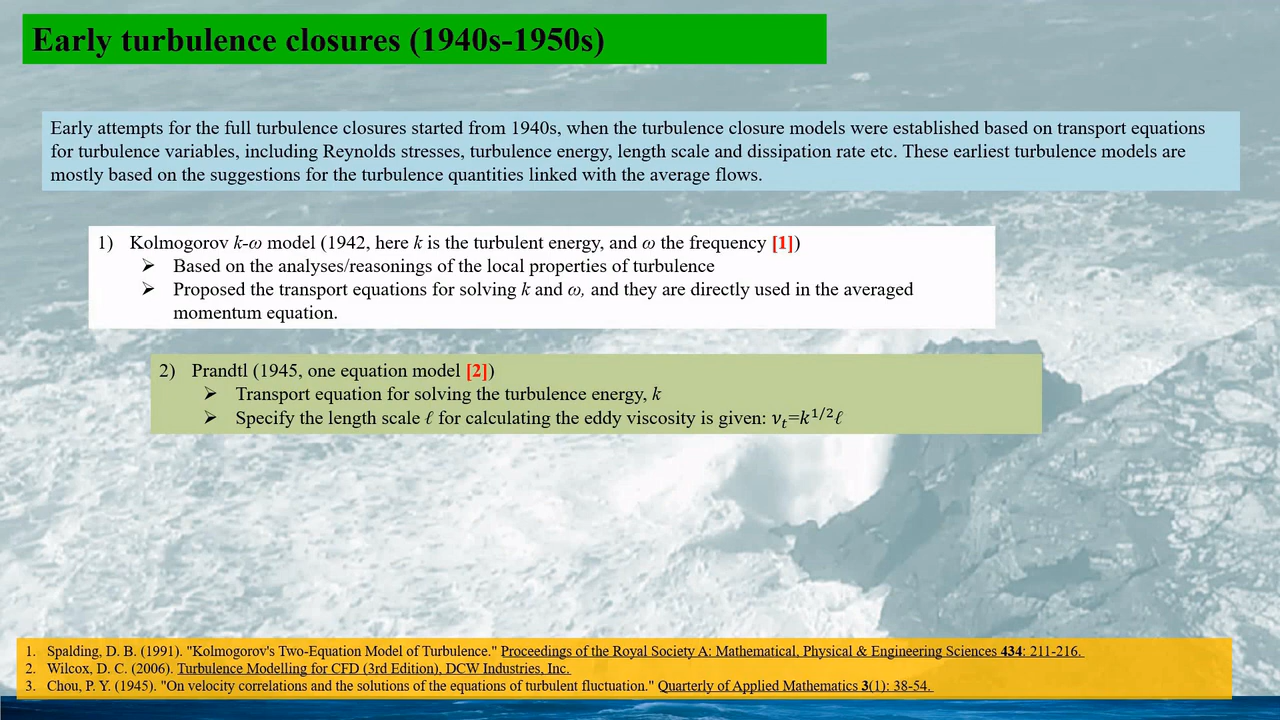 Early turbulence closures (1940s-1950s)
Early attempts for the full turbulence closures started from 1940s, when the turbulence closure models were established based on transport equations
for turbulence variables, including Reynolds stresses, turbulence energy, length scale and dissipation rate etc. These earliest turbulence models are
mostly based on the suggestions for the turbulence quantities linked with the average flows.
1) Kolmogorov k-ω model (1942, here k is the turbulent energy, and ω the frequency [1])
➢ Based on the analyses/reasonings of the local properties of turbulence
➢ Proposed the transport equations for solving k and ω, and they are directly used in the averaged
momentum equation.
2) Prandtl (1945, one equation model [2])
➢ Transport equation for solving the turbulence energy, k
➢ Specify the length scale ℓ for calculating the eddy viscosity is given: νₜ=k^{1/2}ℓ
1. Spalding, D. B. (1991). "Kolmogorov's Two-Equation Model of Turbulence." Proceedings of the Royal Society A: Mathematical, Physical & Engineering Sciences 434: 211-216.
2. Wilcox, D. C. (2006). Turbulence Modelling for CFD (3rd Edition), DCW Industries, Inc.
3. Chou, P. Y. (1945). "On velocity correlations and the solutions of the equations of turbulent fluctuation." Quarterly of Applied Mathematics 3(1): 38-54.